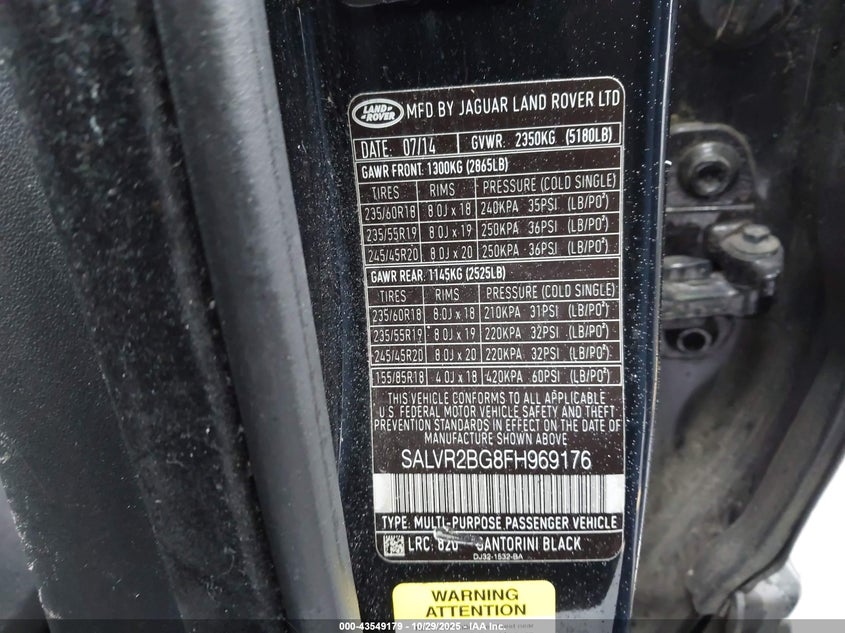 LAND ROVER MFD BY JAGUAR LAND ROVER LTD
DATE: 07/14 GVWR: 2350KG (5180LB)
GAWR FRONT: 1300KG (2865LB)
TIRES RIMS PRESSURE (COLD SINGLE)
235/60R18 8.0J x 18 240KPA 35PSI (LB/PO²)
235/55R19 8.0J x 19 250KPA 36PSI (LB/PO²)
245/45R20 8.0J x 20 250KPA 36PSI (LB/PO²)
GAWR REAR: 1145KG (2525LB)
TIRES RIMS PRESSURE (COLD SINGLE)
235/60R18 8.0J x 18 210KPA 31PSI (LB/PO²)
235/55R19 8.0J x 19 220KPA 32PSI (LB/PO²)
245/45R20 8.0J x 20 220KPA 32PSI (LB/PO²)
155/85R18 4.0J x 18 420KPA 60PSI (LB/PO²)
THIS VEHICLE CONFORMS TO ALL APPLICABLE
U.S. FEDERAL MOTOR VEHICLE SAFETY AND THEFT
PREVENTION STANDARDS IN EFFECT ON THE DATE OF
MANUFACTURE SHOWN ABOVE
SALVR2BG8FH969176
TYPE: MULTI-PURPOSE PASSENGER VEHICLE
LRC: 820 SANTORINI BLACK
DJ32-1532-BA
WARNING
ATTENTION
000-43549179 - 10/29/2025 - IAA Inc.